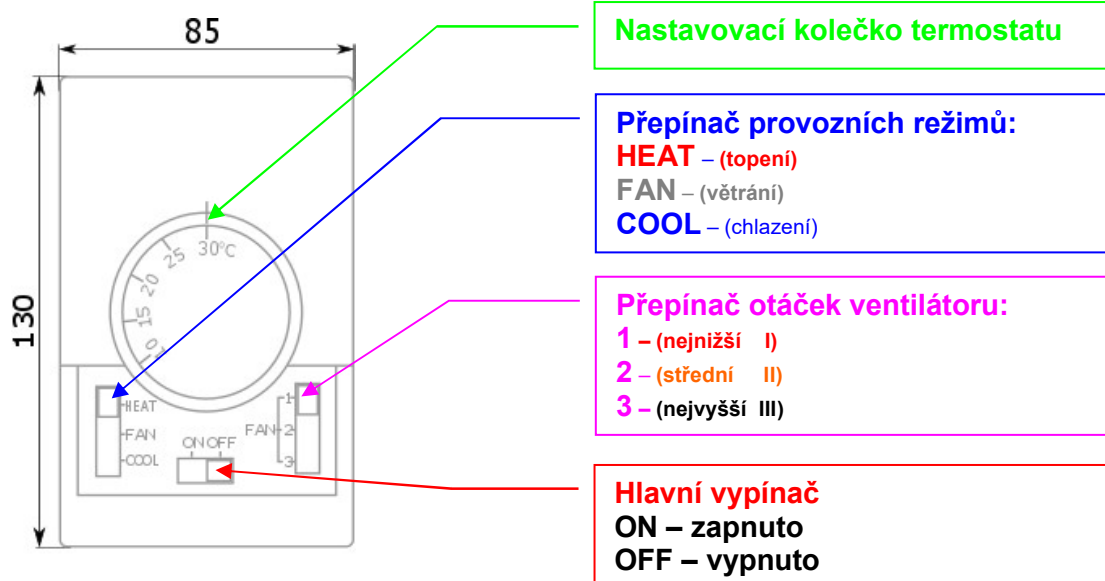 85
130
30°C
25
20
15
10
HEAT
FAN
COOL
ON OFF
FAN
1
2
3
Nastavovací kolečko termostatu
Přepínač provozních režimů:
HEAT – (topení)
FAN – (větrání)
COOL – (chlazení)
Přepínač otáček ventilátoru:
1 – (nejnižší I)
2 – (střední II)
3 – (nejvyšší III)
Hlavní vypínač
ON – zapnuto
OFF – vypnuto